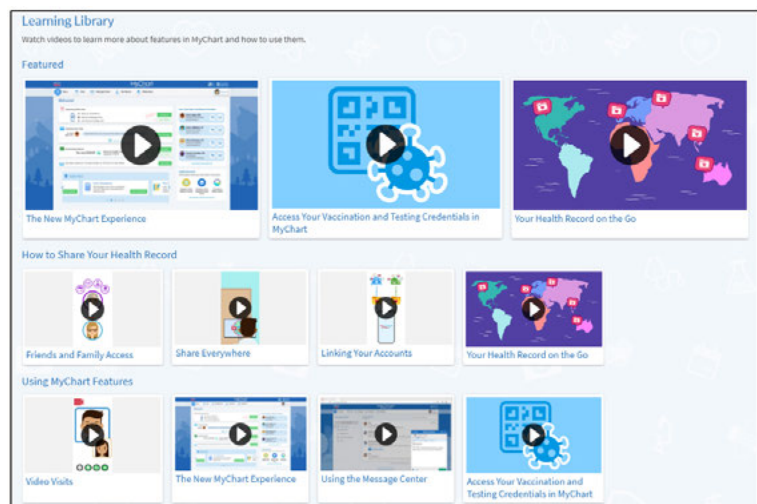 Learning Library
Watch videos to learn more about features in MyChart and how to use them.
Featured
The New MyChart Experience
Access Your Vaccination and Testing Credentials in
MyChart
Your Health Record on the Go
How to Share Your Health Record
Friends and Family Access
Share Everywhere
Linking Your Accounts
Your Health Record on the Go
Using MyChart Features
Video Visits
The New MyChart Experience
Using the Message Center
Access Your Vaccination and
Testing Credentials in MyChart